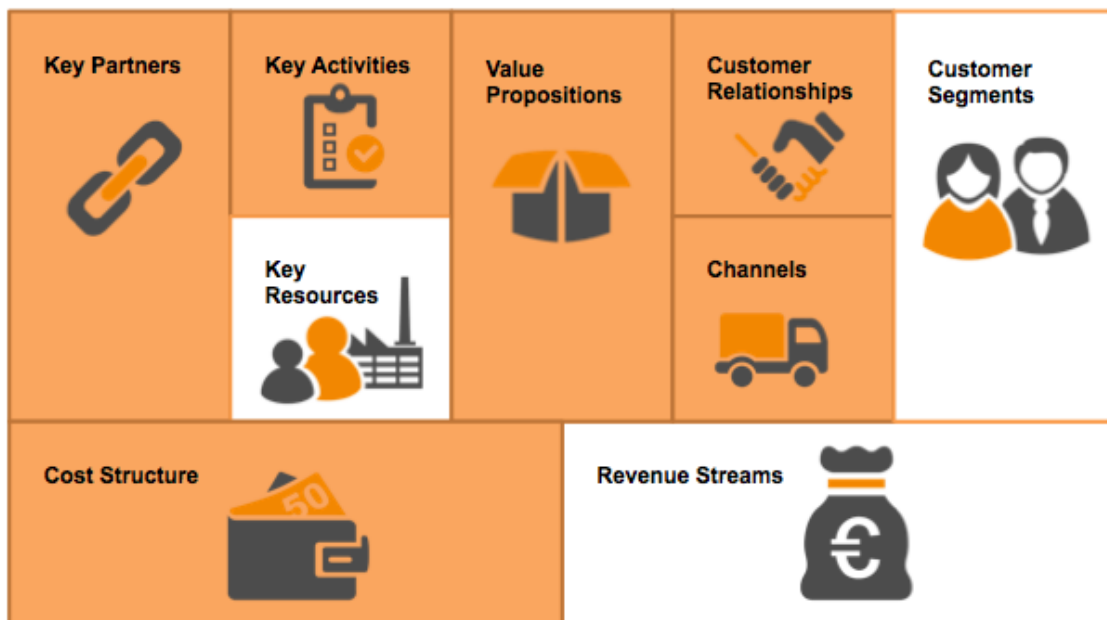 Key Partners
Key Activities
Value
Propositions
Customer
Relationships
Customer
Segments
Key
Resources
Channels
Cost Structure
50
Revenue Streams
€